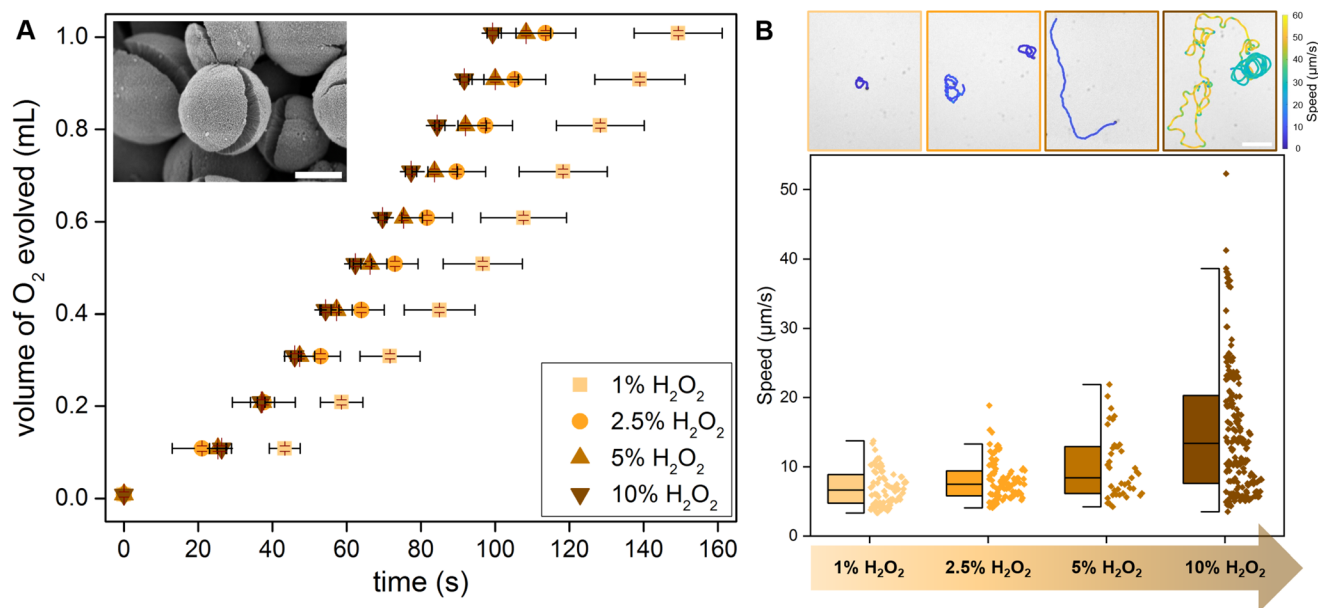 A
volume of O₂ evolved (mL)
1.0
0.8
0.6
0.4
0.2
0.0
0
20
40
60
80
100
120
140
160
time (s)
1% H₂O₂
2.5% H₂O₂
5% H₂O₂
10% H₂O₂
B
60
50
40
30
20
10
0
Speed (µm/s)
Speed (µm/s)
50
40
30
20
10
0
1% H₂O₂
2.5% H₂O₂
5% H₂O₂
10% H₂O₂